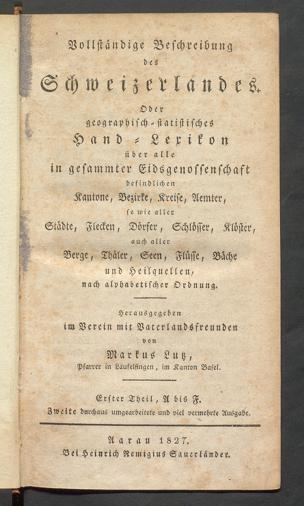 Vollständige Beschreibung
des
Schweizerlandes.
Oder
geographisch-statistisches
Hand-Lexikon
über alle
in gesammter Eidsgenossenschaft
befindlichen
Kantone, Bezirke, Kreise, Aemter,
so wie aller
Städte, Flecken, Dörfer, Schlösser, Klöster,
auch aller
Berge, Thäler, Seen, Flüsse, Bäche
und Heilquellen,
nach alphabetischer Ordnung.
Herausgegeben
im Verein mit Vaterlandsfreunden
von
Markus Lutz,
Pfarrer in Läufelfingen, im Kanton Basel.
Erster Theil, A bis F.
Zweite durchaus umgearbeitete und viel vermehrte Ausgabe.
Aarau 1827.
Bei Heinrich Remigius Sauerländer.